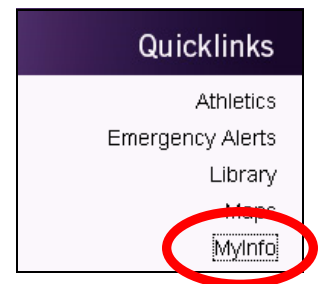 Quicklinks
Athletics
Emergency Alerts
Library
Maps
MyInfo